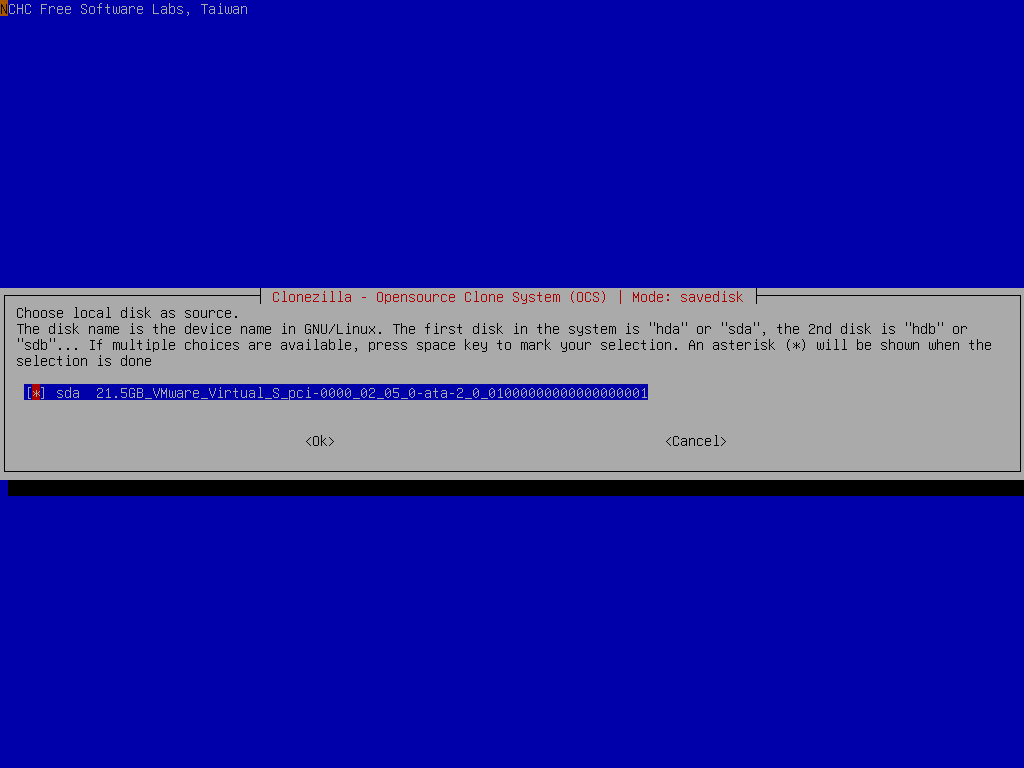 NCHC Free Software Labs, Taiwan
Clonezilla - Opensource Clone System (OCS) | Mode: savedisk
Choose local disk as source.
The disk name is the device name in GNU/Linux. The first disk in the system is "hda" or "sda", the 2nd disk is "hdb" or
"sdb"... If multiple choices are available, press space key to mark your selection. An asterisk (*) will be shown when the
selection is done
[*] sda  21.5GB_VMware_Virtual_S_pci-0000_02_05_0-ata-2_0_01000000000000000001
<Ok> <Cancel>